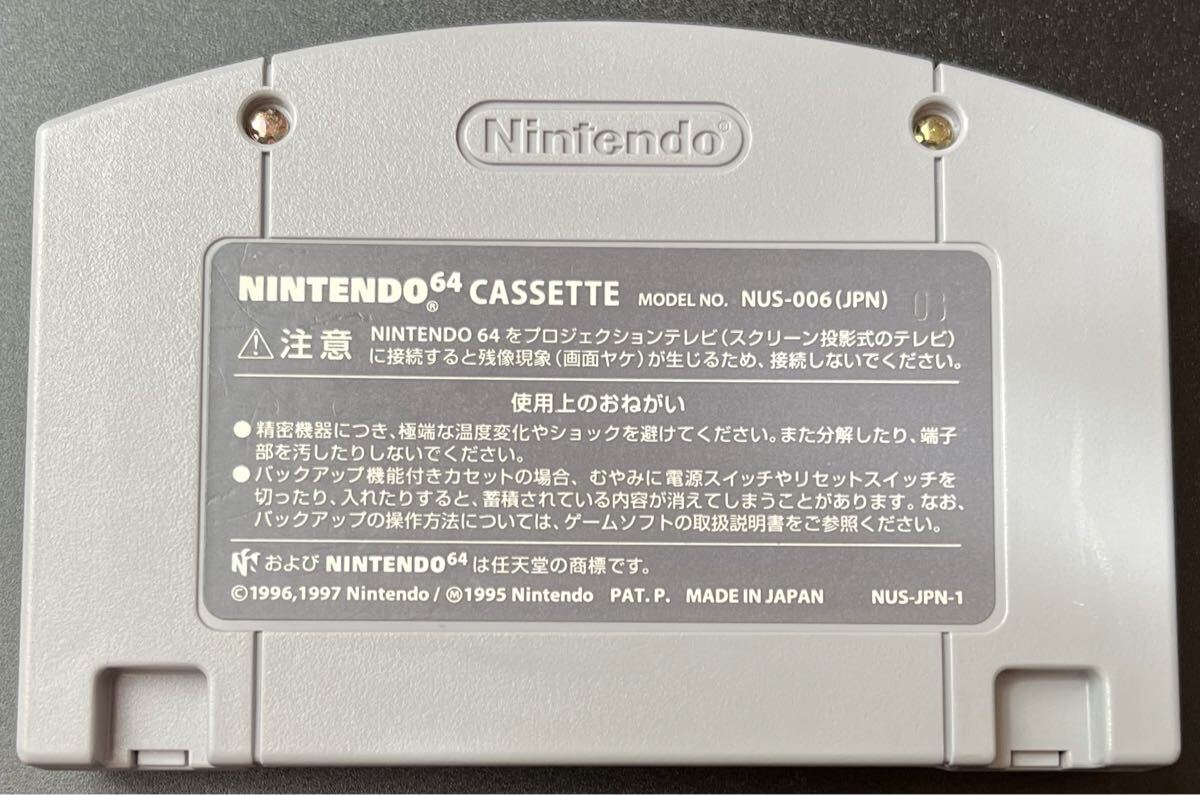 Nintendo®
NINTENDO®64 CASSETTE MODEL NO. NUS-006(JPN)
⚠注意 NINTENDO 64 をプロジェクションテレビ(スクリーン投影式のテレビ)
に接続すると残像現象(画面ヤケ)が生じるため、接続しないでください。
使用上のおねがい
●精密機器につき、極端な温度変化やショックを避けてください。また分解したり、端子
部を汚したりしないでください。
●バックアップ機能付きカセットの場合、むやみに電源スイッチやリセットスイッチを
切ったり、入れたりすると、蓄積されている内容が消えてしまうことがあります。なお、
バックアップの操作方法については、ゲームソフトの取扱説明書をご参照ください。
および NINTENDO64 は任天堂の商標です。
©1996,1997 Nintendo / Ⓜ1995 Nintendo PAT. P. MADE IN JAPAN NUS-JPN-1